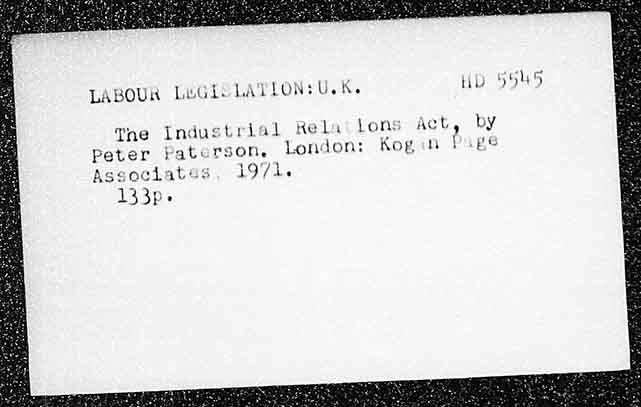 LABOUR LEGISLATION:U.K. HD 5545
The Industrial Relations Act, by
Peter Paterson. London: Kogan Page
Associates, 1971.
133p.